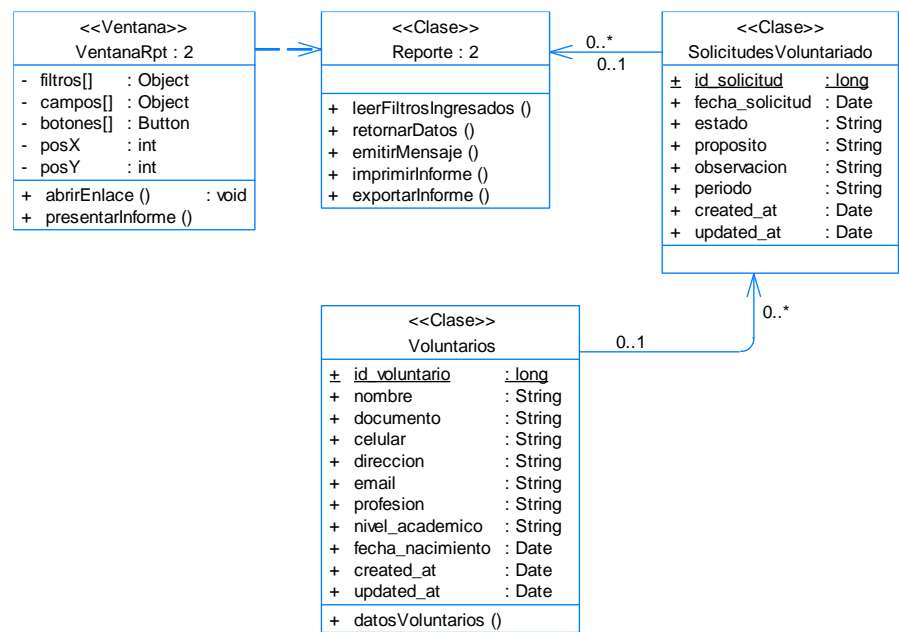 <<Ventana>>
VentanaRpt : 2
- filtros[] : Object
- campos[] : Object
- botones[] : Button
- posX : int
- posY : int
+ abrirEnlace () : void
+ presentarInforme ()
<<Clase>>
Reporte : 2
+ leerFiltrosIngresados ()
+ retornarDatos ()
+ emitirMensaje ()
+ imprimirInforme ()
+ exportarInforme ()
0..*
0..1
<<Clase>>
SolicitudesVoluntariado
+ id_solicitud : long
+ fecha_solicitud : Date
+ estado : String
+ proposito : String
+ observacion : String
+ periodo : String
+ created_at : Date
+ updated_at : Date
0..*
0..1
<<Clase>>
Voluntarios
+ id_voluntario : long
+ nombre : String
+ documento : String
+ celular : String
+ direccion : String
+ email : String
+ profesion : String
+ nivel_academico : String
+ fecha_nacimiento : Date
+ created_at : Date
+ updated_at : Date
+ datosVoluntarios ()